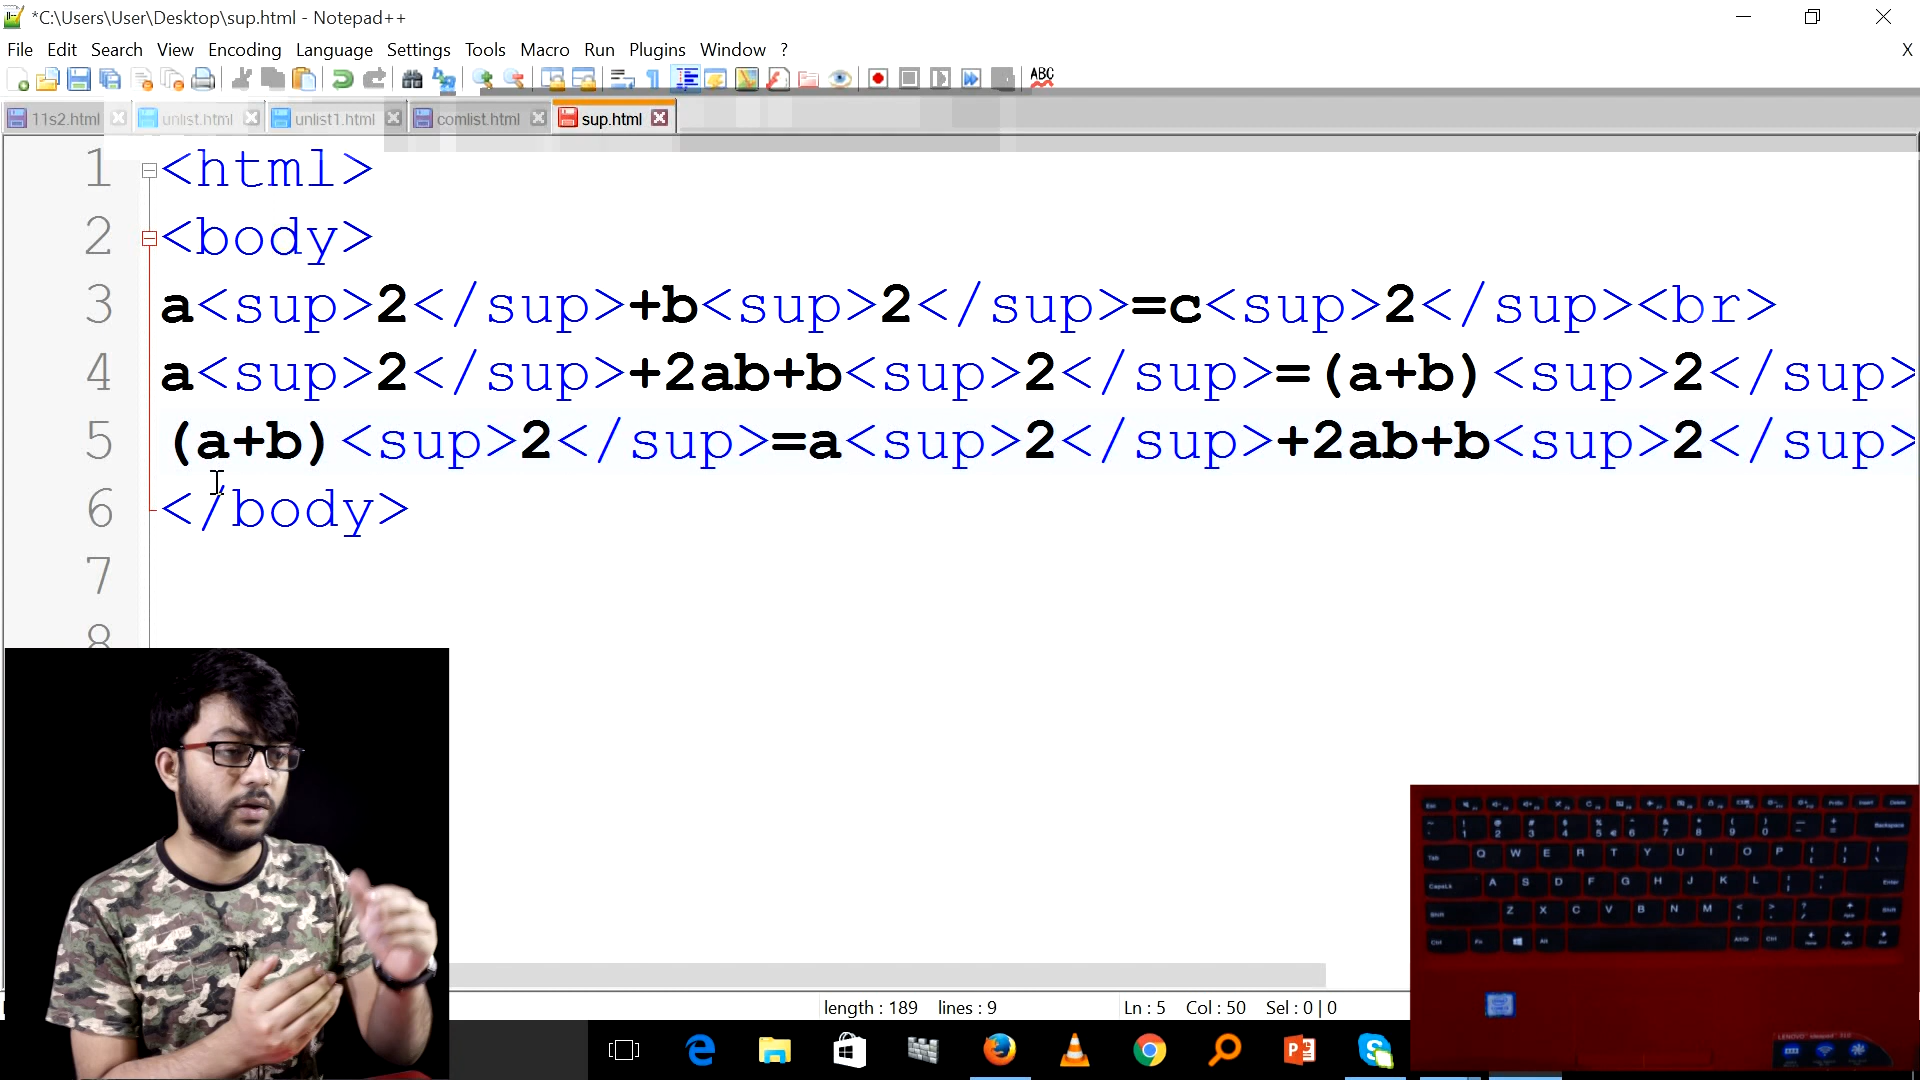 *C:\Users\User\Desktop\sup.html - Notepad++
File Edit Search View Encoding Language Settings Tools Macro Run Plugins Window ? X
ABC
11s2.html unlist.html unlist1.html comlist.html sup.html
1 <html>
2 <body>
3 a<sup>2</sup>+b<sup>2</sup>=c<sup>2</sup><br>
4 a<sup>2</sup>+2ab+b<sup>2</sup>=(a+b)<sup>2</sup>
5 (a+b)<sup>2</sup>=a<sup>2</sup>+2ab+b<sup>2</sup>
6 </body>
7
8
length : 189 lines : 9 Ln : 5 Col : 50 Sel : 0 | 0
Q W E R T Y U I O P
A S D F G H J K L
Z X C V B N M